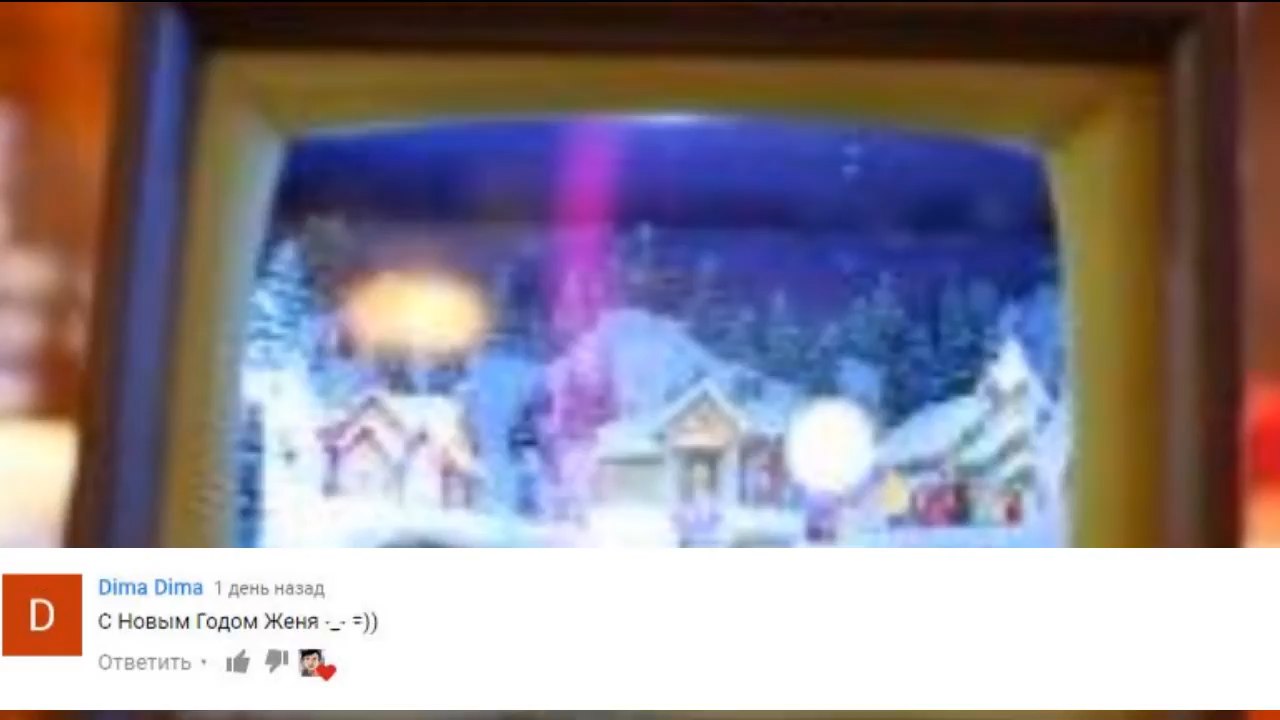 D
Dima Dima 1 день назад
С Новым Годом Женя -_- =))
Ответить